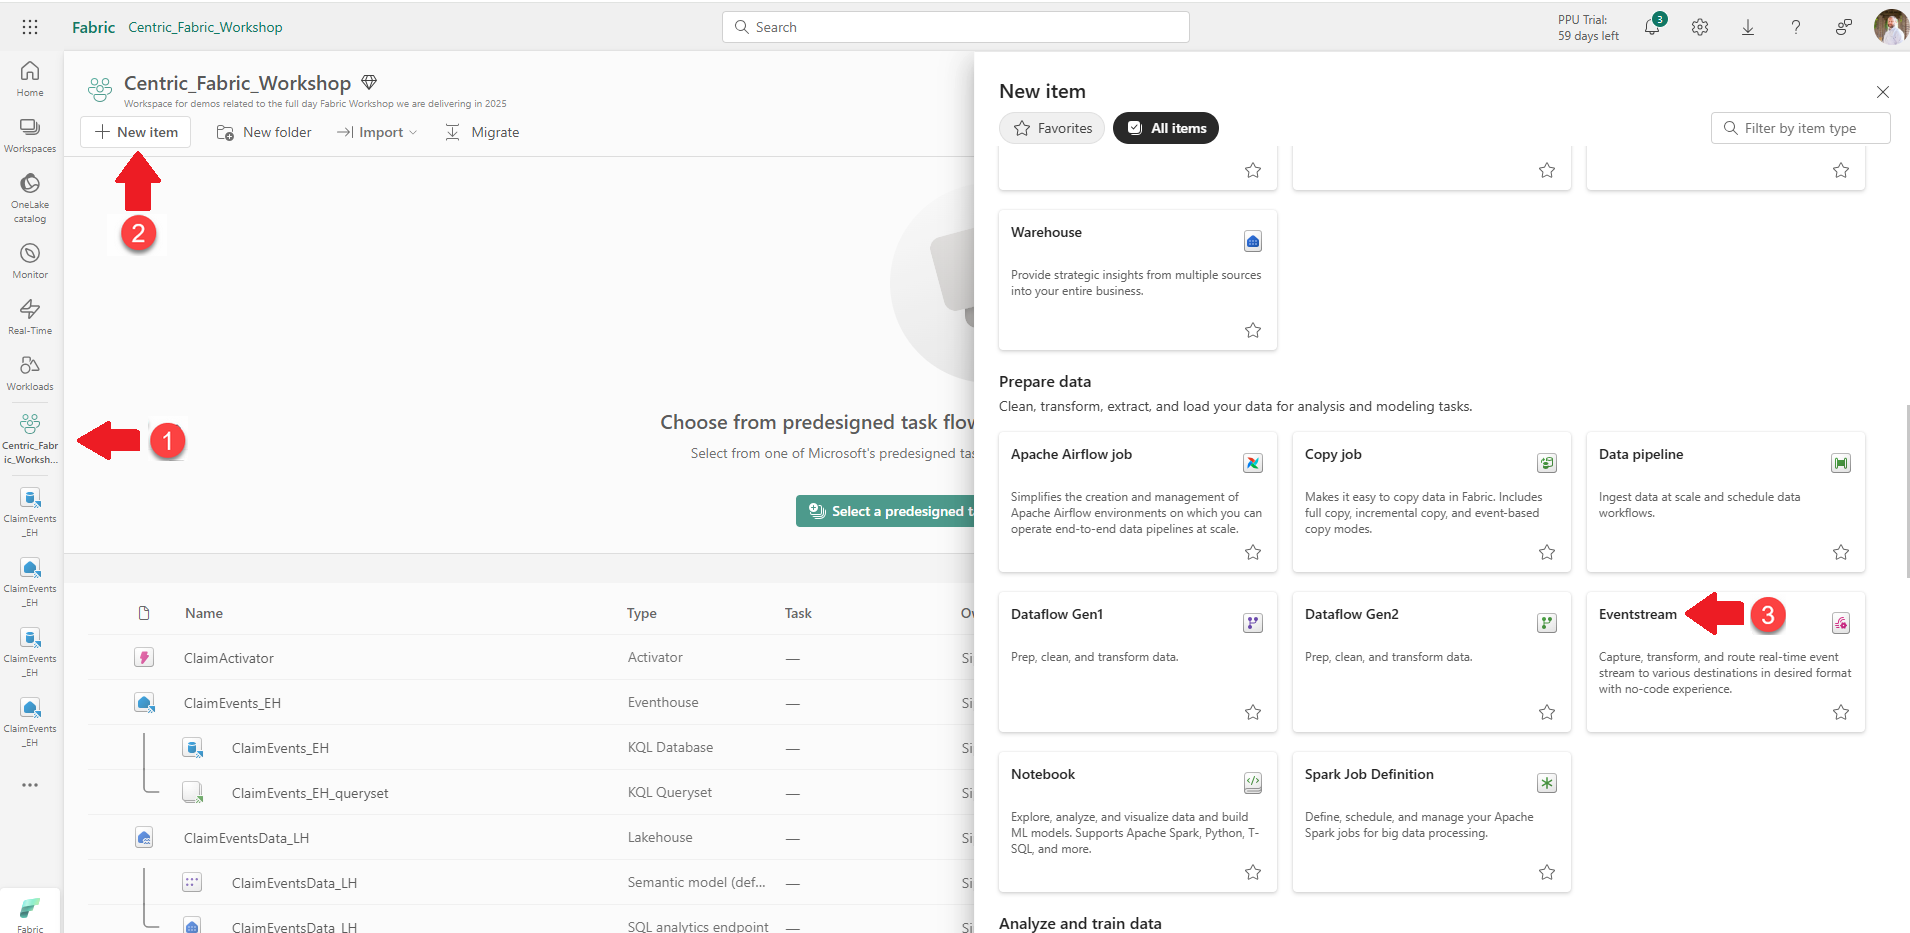 Fabric Centric_Fabric_Workshop
Search
PPU Trial:
59 days left
3
Home
Workspaces
OneLake
catalog
Monitor
Real-Time
Workloads
Centric_Fabr
ic_Worksh...
ClaimEvents
_EH
ClaimEvents
_EH
ClaimEvents
_EH
ClaimEvents
_EH
Fabric
Centric_Fabric_Workshop
Workspace for demos related to the full day Fabric Workshop we are delivering in 2025
New item New folder Import Migrate
2
1
Choose from predesigned task flow
Select from one of Microsoft's predesigned tas
Select a predesigned t
Name Type Task Ow
ClaimActivator Activator — Si
ClaimEvents_EH Eventhouse — Si
ClaimEvents_EH KQL Database — Si
ClaimEvents_EH_queryset KQL Queryset — Si
ClaimEventsData_LH Lakehouse — Si
ClaimEventsData_LH Semantic model (def... — Si
ClaimEventsData_LH SQL analytics endpoint — Si
New item
Favorites All items
Filter by item type
Warehouse
Provide strategic insights from multiple sources
into your entire business.
Prepare data
Clean, transform, extract, and load your data for analysis and modeling tasks.
Apache Airflow job
Simplifies the creation and management of
Apache Airflow environments on which you can
operate end-to-end data pipelines at scale.
Copy job
Makes it easy to copy data in Fabric. Includes
full copy, incremental copy, and event-based
copy modes.
Data pipeline
Ingest data at scale and schedule data
workflows.
Dataflow Gen1
Prep, clean, and transform data.
Dataflow Gen2
Prep, clean, and transform data.
Eventstream
3
Capture, transform, and route real-time event
stream to various destinations in desired format
with no-code experience.
Notebook
Explore, analyze, and visualize data and build
ML models. Supports Apache Spark, Python, T-
SQL, and more.
Spark Job Definition
Define, schedule, and manage your Apache
Spark jobs for big data processing.
Analyze and train data